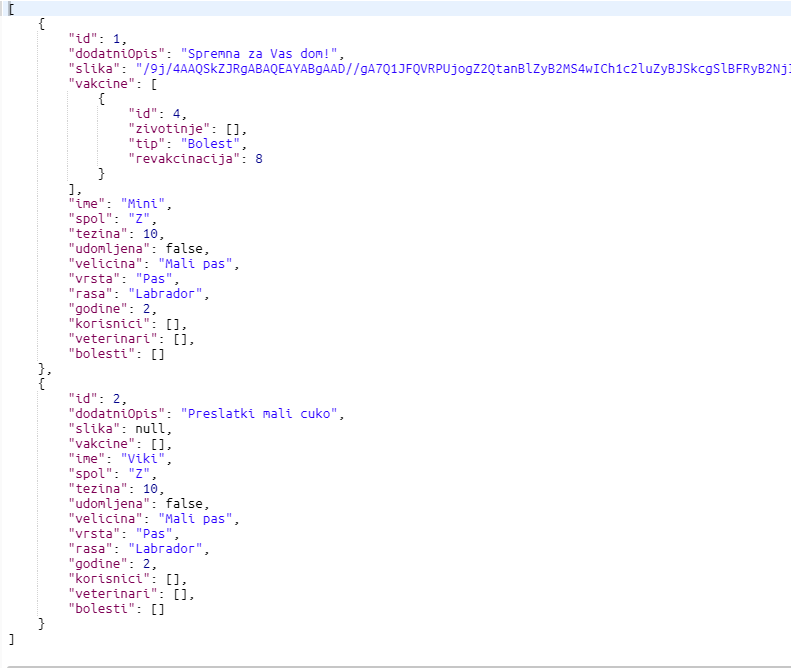 [
    {
        "id": 1,
        "dodatniOpis": "Spremna za Vas dom!",
        "slika": "/9j/4AAQSkZJRgABAQEAYABgAAD//gA7Q1JFQVRPUjogZ2QtanBlZyB2MS4wICh1c2luZyBJSkcgSlBFRyB2NjI
        "vakcine": [
            {
                "id": 4,
                "zivotinje": [],
                "tip": "Bolest",
                "revakcinacija": 8
            }
        ],
        "ime": "Mini",
        "spol": "Z",
        "tezina": 10,
        "udomljena": false,
        "velicina": "Mali pas",
        "vrsta": "Pas",
        "rasa": "Labrador",
        "godine": 2,
        "korisnici": [],
        "veterinari": [],
        "bolesti": []
    },
    {
        "id": 2,
        "dodatniOpis": "Preslatki mali cuko",
        "slika": null,
        "vakcine": [],
        "ime": "Viki",
        "spol": "Z",
        "tezina": 10,
        "udomljena": false,
        "velicina": "Mali pas",
        "vrsta": "Pas",
        "rasa": "Labrador",
        "godine": 2,
        "korisnici": [],
        "veterinari": [],
        "bolesti": []
    }
]